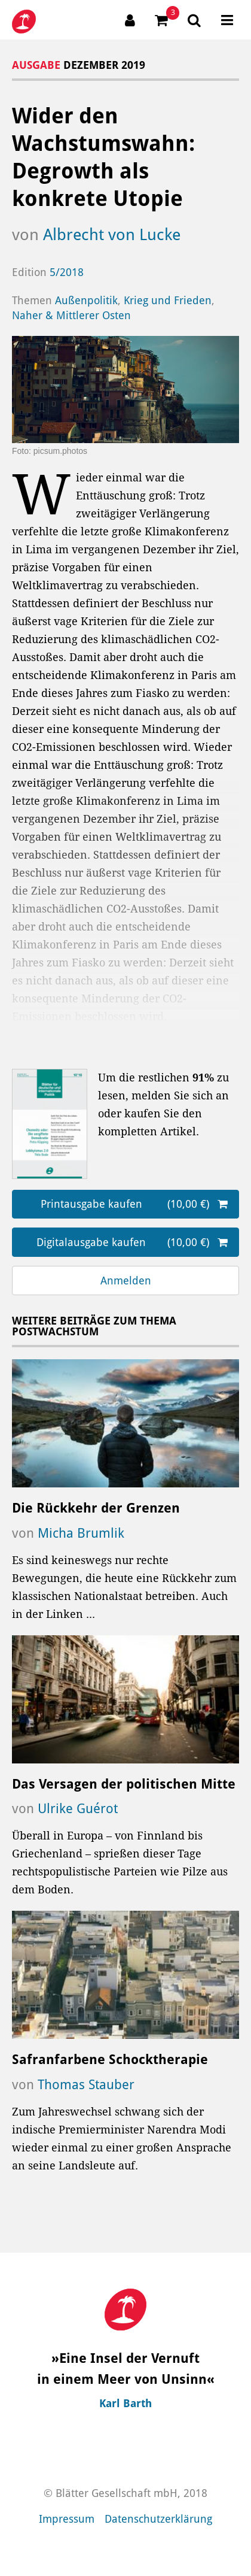 3
AUSGABE DEZEMBER 2019
Wider den
Wachstumswahn:
Degrowth als
konkrete Utopie
von Albrecht von Lucke
Edition 5/2018
Themen Außenpolitik, Krieg und Frieden,
Naher & Mittlerer Osten
Foto: picsum.photos
Wieder einmal war die
Enttäuschung groß: Trotz
zweitägiger Verlängerung
verfehlte die letzte große Klimakonferenz
in Lima im vergangenen Dezember ihr Ziel,
präzise Vorgaben für einen
Weltklimavertrag zu verabschieden.
Stattdessen definiert der Beschluss nur
äußerst vage Kriterien für die Ziele zur
Reduzierung des klimaschädlichen CO2-
Ausstoßes. Damit aber droht auch die
entscheidende Klimakonferenz in Paris am
Ende dieses Jahres zum Fiasko zu werden:
Derzeit sieht es nicht danach aus, als ob auf
dieser eine konsequente Minderung der
CO2-Emissionen beschlossen wird. Wieder
einmal war die Enttäuschung groß: Trotz
zweitägiger Verlängerung verfehlte die
letzte große Klimakonferenz in Lima im
vergangenen Dezember ihr Ziel, präzise
Vorgaben für einen Weltklimavertrag zu
verabschieden. Stattdessen definiert der
Beschluss nur äußerst vage Kriterien für
die Ziele zur Reduzierung des
klimaschädlichen CO2-Ausstoßes. Damit
aber droht auch die entscheidende
Klimakonferenz in Paris am Ende dieses
Jahres zum Fiasko zu werden: Derzeit sieht
es nicht danach aus, als ob auf dieser eine
konsequente Minderung der CO2-
Emissionen beschlossen wird.
Um die restlichen 91% zu
lesen, melden Sie sich an
oder kaufen Sie den
kompletten Artikel.
Printausgabe kaufen (10,00 €)
Digitalausgabe kaufen (10,00 €)
Anmelden
WEITERE BEITRÄGE ZUM THEMA
POSTWACHSTUM
Die Rückkehr der Grenzen
von Micha Brumlik
Es sind keineswegs nur rechte
Bewegungen, die heute eine Rückkehr zum
klassischen Nationalstaat betreiben. Auch
in der Linken ...
Das Versagen der politischen Mitte
von Ulrike Guérot
Überall in Europa – von Finnland bis
Griechenland – sprießen dieser Tage
rechtspopulistische Parteien wie Pilze aus
dem Boden.
Safranfarbene Schocktherapie
von Thomas Stauber
Zum Jahreswechsel schwang sich der
indische Premierminister Narendra Modi
wieder einmal zu einer großen Ansprache
an seine Landsleute auf.
»Eine Insel der Vernuft
in einem Meer von Unsinn«
Karl Barth
© Blätter Gesellschaft mbH, 2018
Impressum Datenschutzerklärung